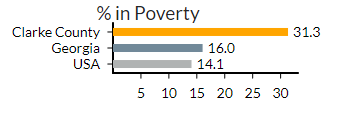 % in Poverty
Clarke County 31.3
Georgia 16.0
USA 14.1
5 10 15 20 25 30